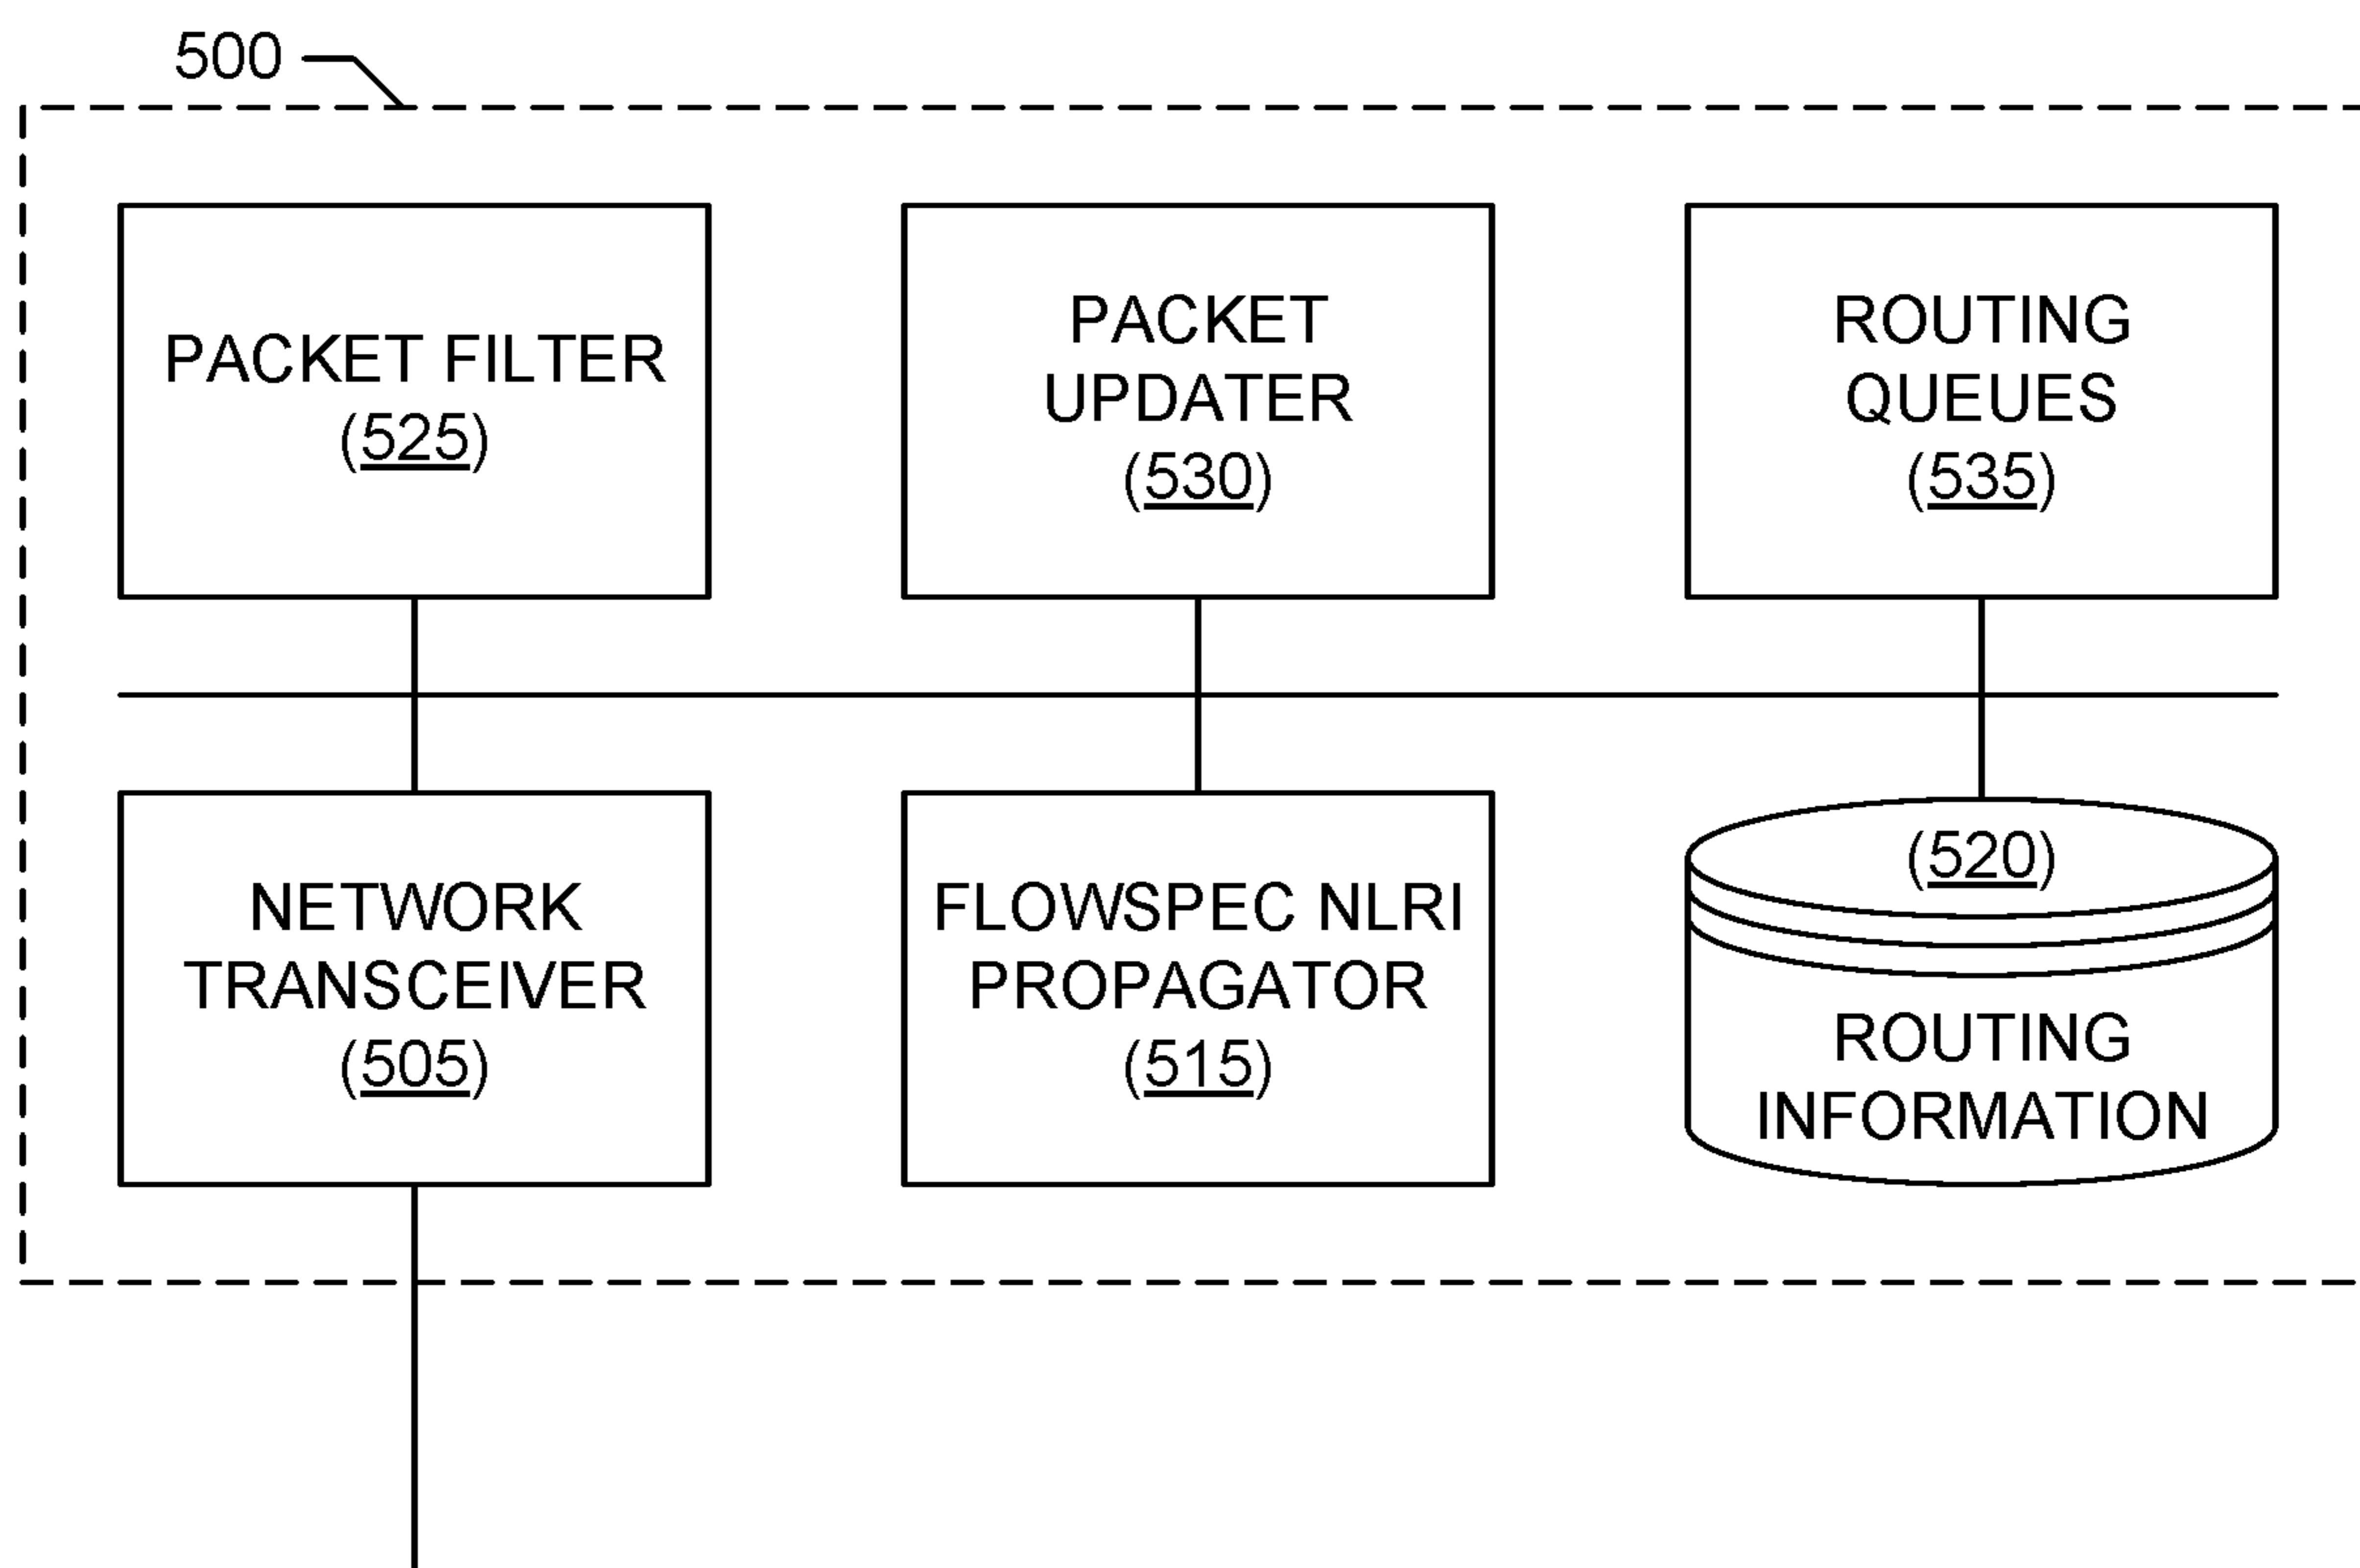 500
PACKET FILTER
(525)
PACKET
UPDATER
(530)
ROUTING
QUEUES
(535)
NETWORK
TRANSCEIVER
(505)
FLOWSPEC NLRI
PROPAGATOR
(515)
(520)
ROUTING
INFORMATION